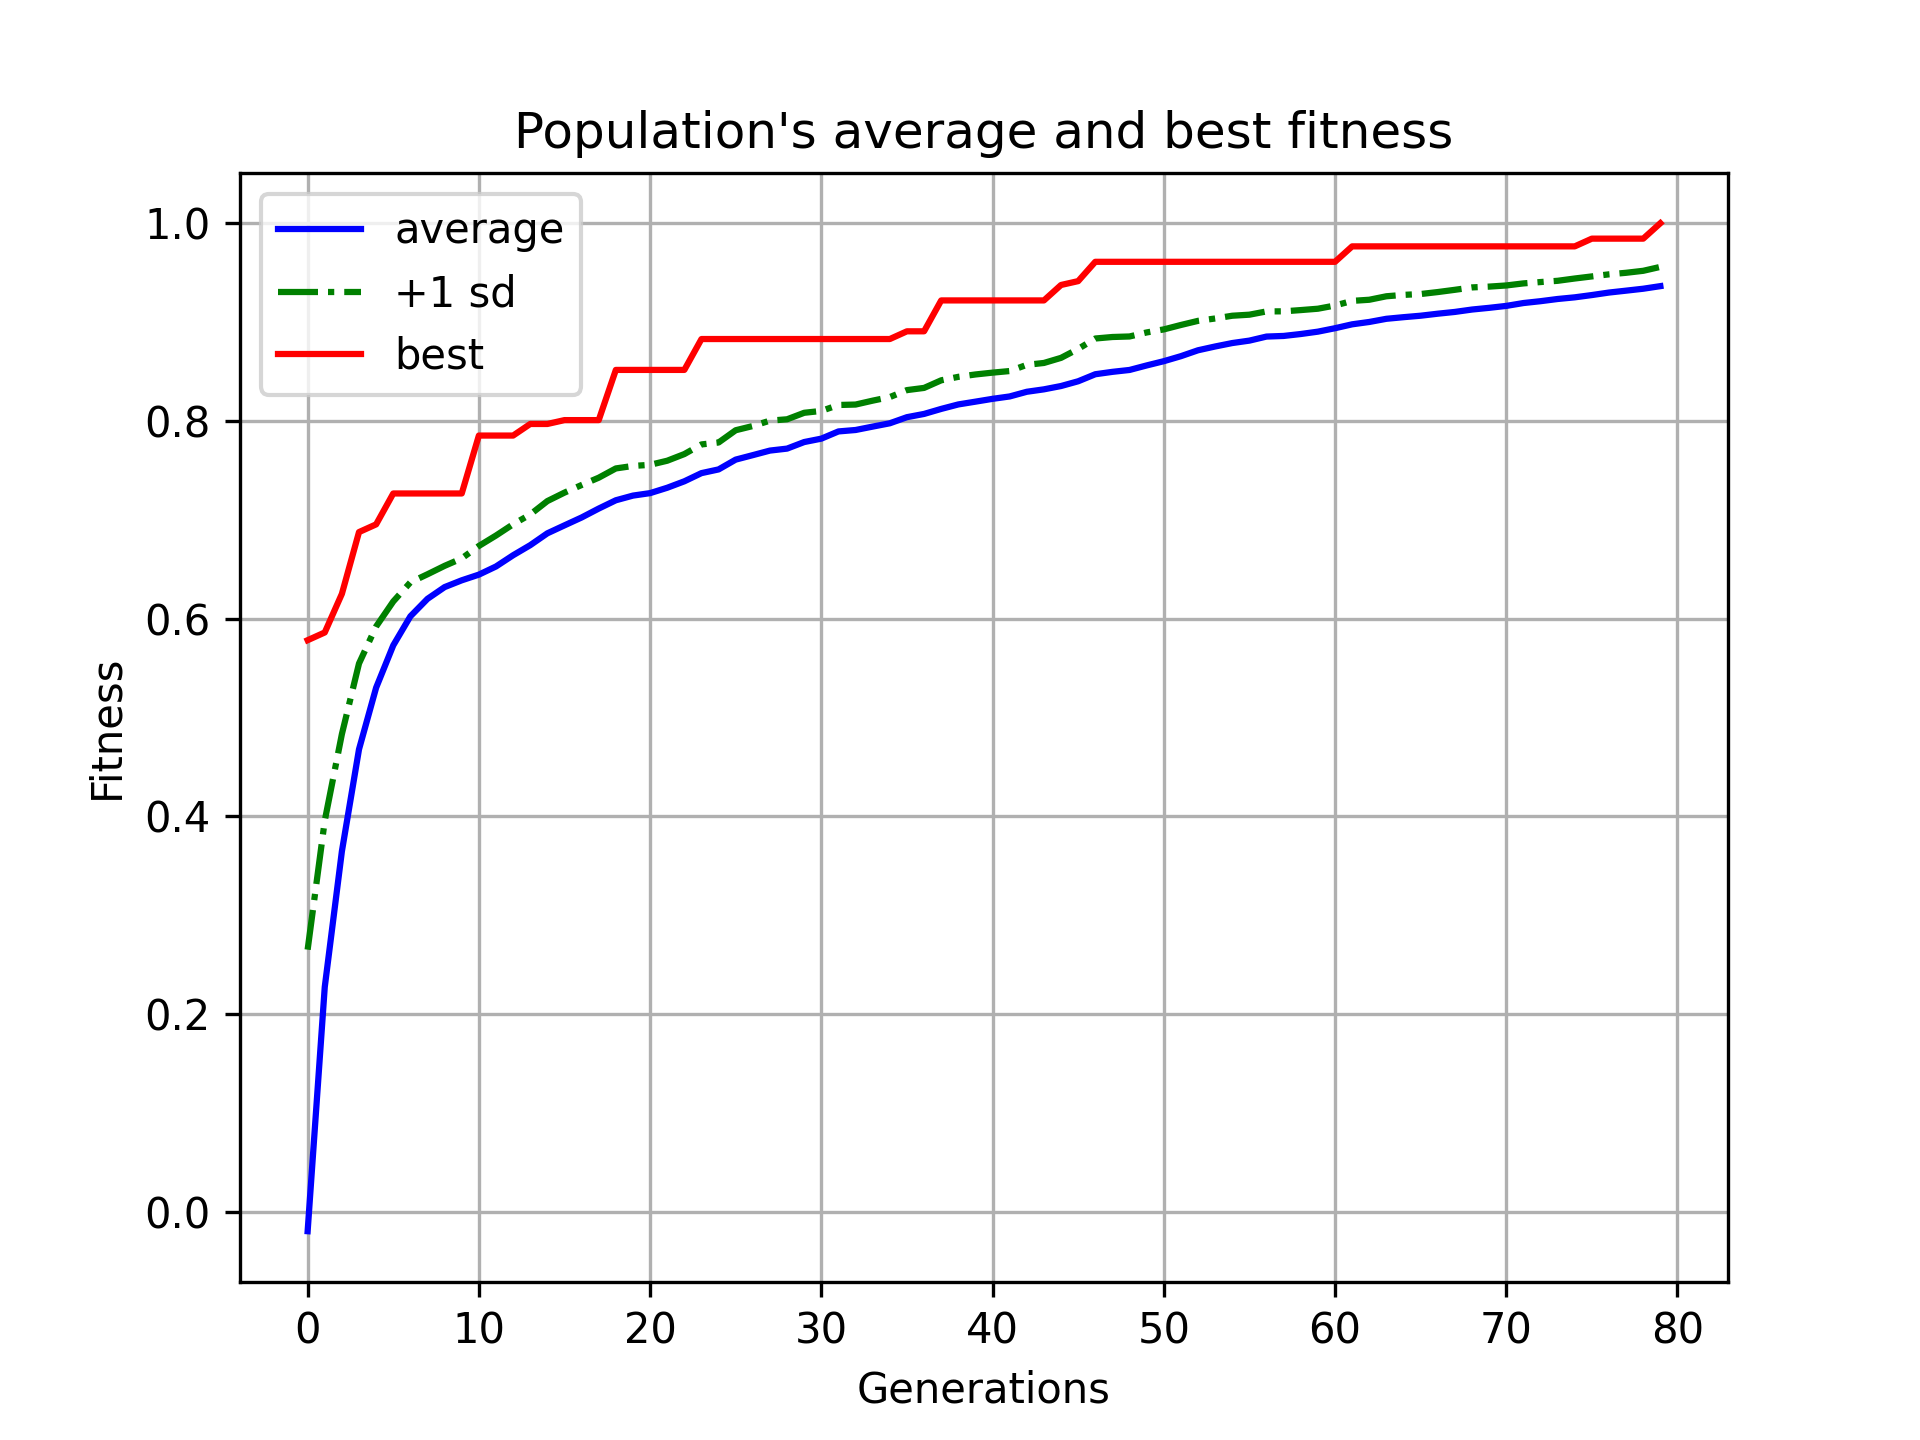 Population's average and best fitness
average
+1 sd
best
Fitness
1.0
0.8
0.6
0.4
0.2
0.0
0 10 20 30 40 50 60 70 80
Generations